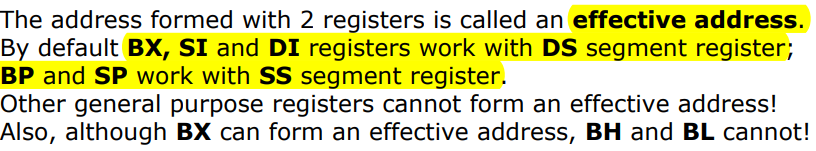 The address formed with 2 registers is called an effective address.
By default BX, SI and DI registers work with DS segment register;
BP and SP work with SS segment register.
Other general purpose registers cannot form an effective address!
Also, although BX can form an effective address, BH and BL cannot!